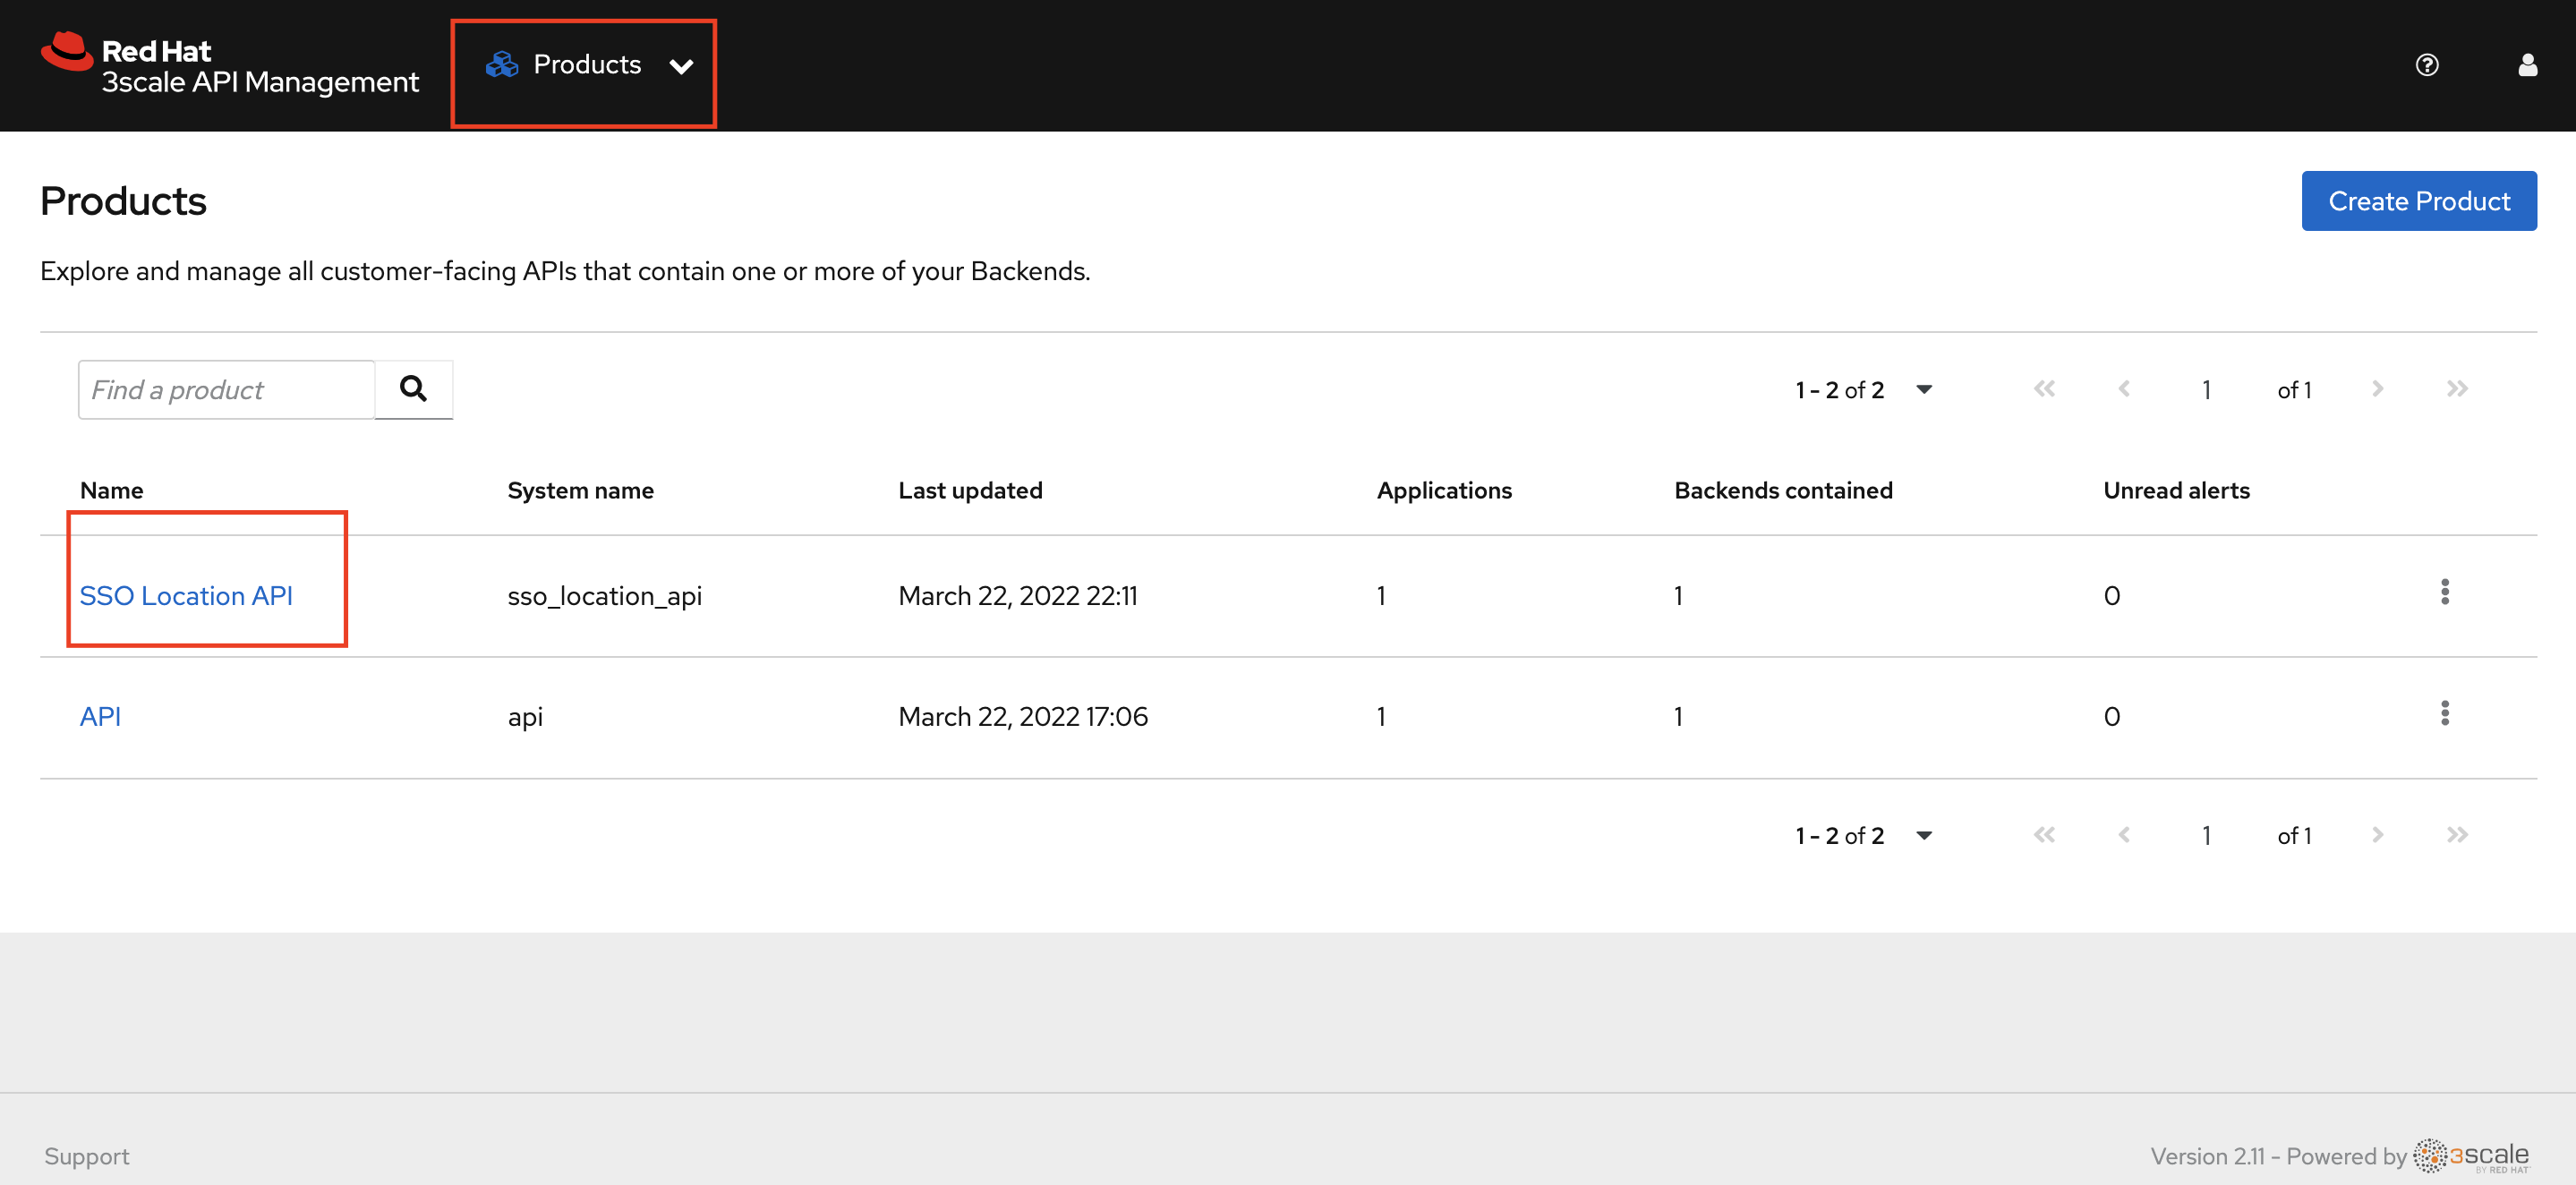 Red Hat
3scale API Management
Products
Products
Create Product
Explore and manage all customer-facing APIs that contain one or more of your Backends.
Find a product
1 - 2 of 2
1
of 1
Name System name Last updated Applications Backends contained Unread alerts
SSO Location API sso_location_api March 22, 2022 22:11 1 1 0
API api March 22, 2022 17:06 1 1 0
1 - 2 of 2
1
of 1
Support
Version 2.11 - Powered by 3scale
BY RED HAT